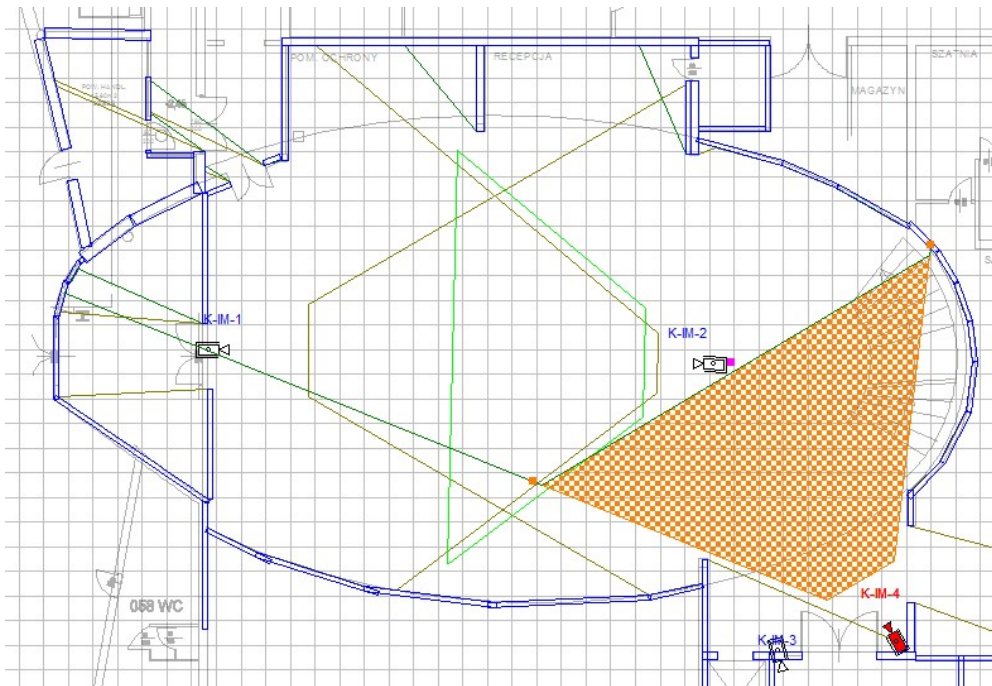 POM. OCHRONY
RECEPCJA
SZATNIA
MAGAZYN
K-IM-1
K-IM-2
K-IM-4
058 WC
K-IM-3